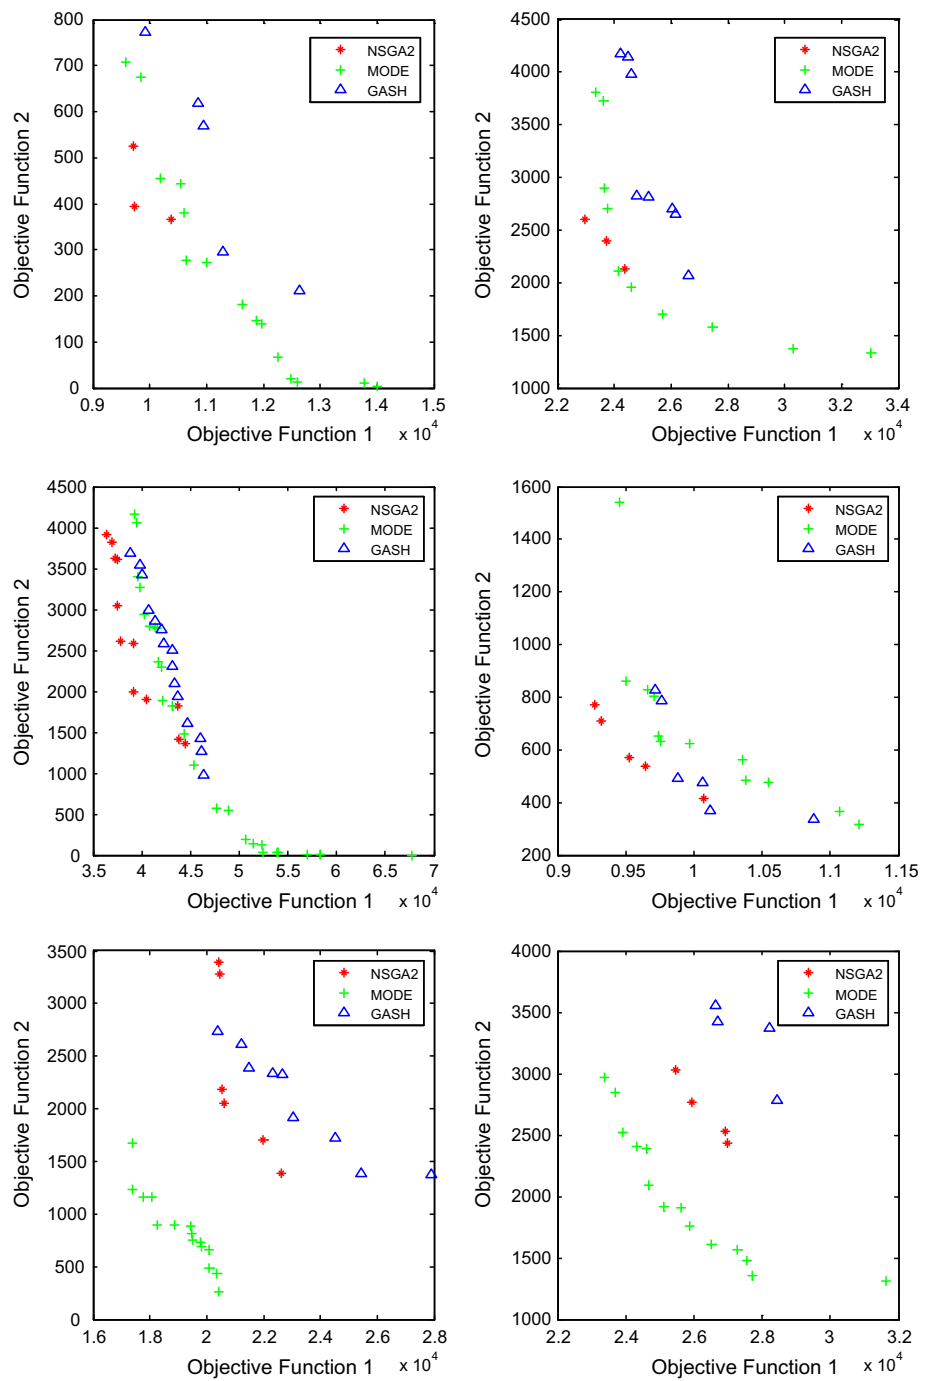 800
700
600
500
400
300
200
100
0
0.9 1 1.1 1.2 1.3 1.4 1.5
Objective Function 2
Objective Function 1 x 10^4
NSGA2
MODE
GASH
4500
4000
3500
3000
2500
2000
1500
1000
2.2 2.4 2.6 2.8 3 3.2 3.4
Objective Function 2
Objective Function 1 x 10^4
NSGA2
MODE
GASH
4500
4000
3500
3000
2500
2000
1500
1000
500
0
3.5 4 4.5 5 5.5 6 6.5 70
Objective Function 2
Objective Function 1 x 10^4
NSGA2
MODE
GASH
1600
1400
1200
1000
800
600
400
200
0.9 0.95 1 1.05 1.1 1.15
Objective Function 2
Objective Function 1 x 10^4
NSGA2
MODE
GASH
3500
3000
2500
2000
1500
1000
500
0
1.6 1.8 2 2.2 2.4 2.6 2.8
Objective Function 2
Objective Function 1 x 10^4
NSGA2
MODE
GASH
4000
3500
3000
2500
2000
1500
1000
2.2 2.4 2.6 2.8 3 3.2
Objective Function 2
Objective Function 1 x 10^4
NSGA2
MODE
GASH